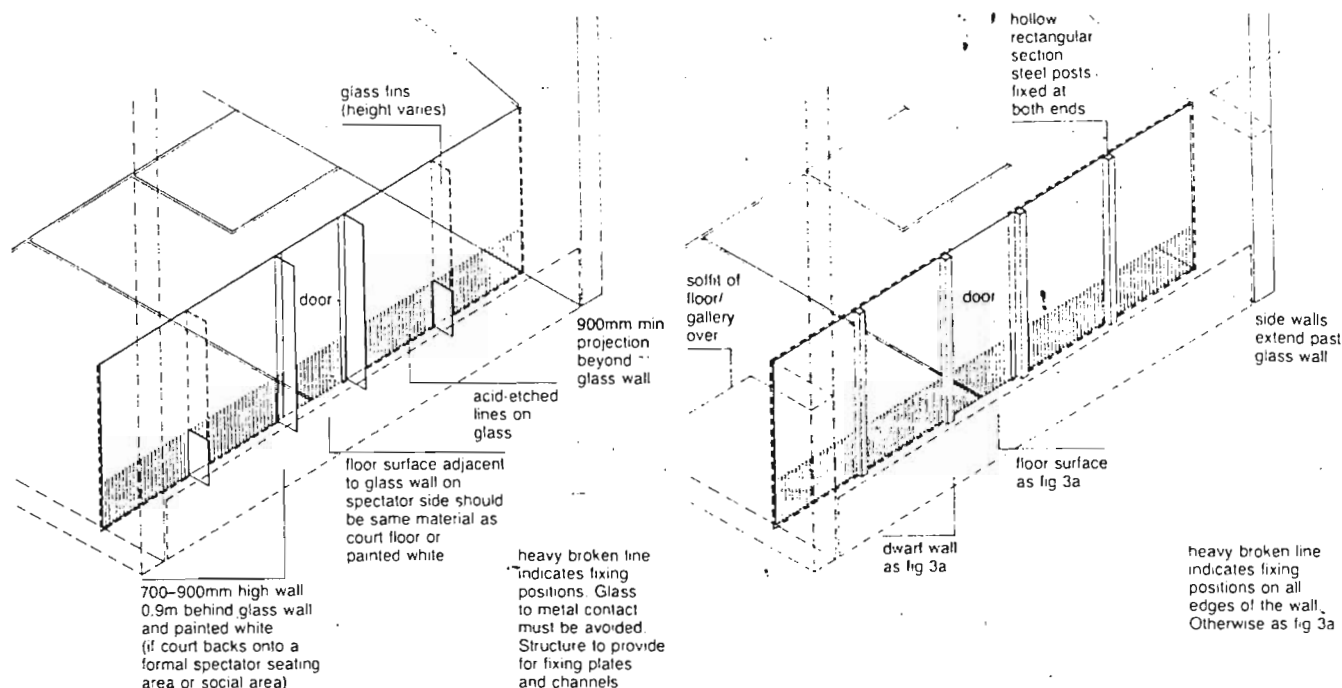 glass fins
(height varies)
door
900mm min
projection
beyond
glass wall
acid-etched
lines on
glass
floor surface adjacent
to glass wall on
spectator side should
be same material as
court floor or
painted white
700–900mm high wall
0.9m behind glass wall
and painted white
(if court backs onto a
formal spectator seating
area or social area)
heavy broken line
indicates fixing
positions. Glass
to metal contact
must be avoided.
Structure to provide
for fixing plates
and channels
hollow
rectangular
section
steel posts
fixed at
both ends
soffit of
floor/
gallery
over
door
side walls
extend past
glass wall
floor surface
as fig 3a
dwarf wall
as fig 3a
heavy broken line
indicates fixing
positions on all
edges of the wall.
Otherwise as fig 3a